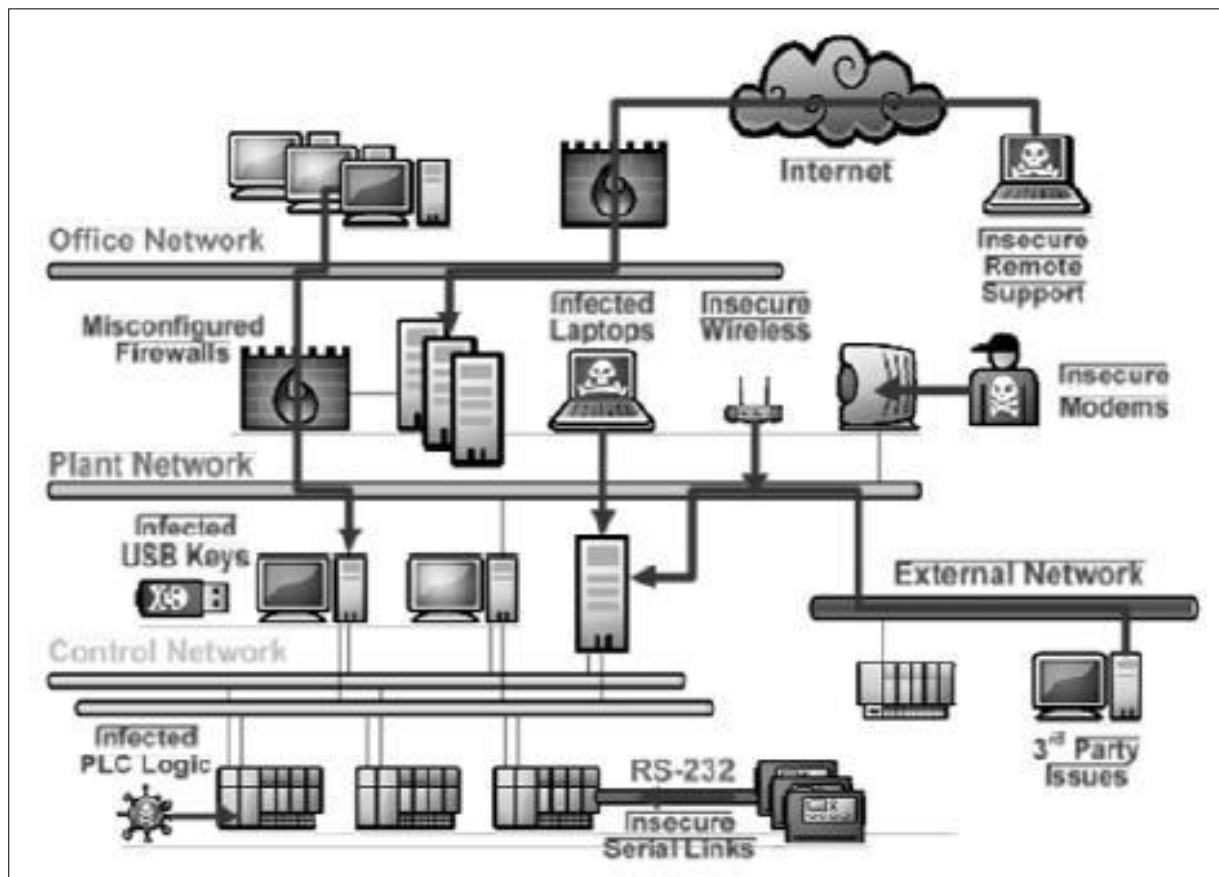 Internet
Office Network
Insecure
Remote
Support
Misconfigured
Firewalls
Infected
Laptops
Insecure
Wireless
Insecure
Modems
Plant Network
Infected
USB Keys
External Network
Control Network
Infected
PLC Logic
RS-232
Insecure
Serial Links
3rd Party
Issues